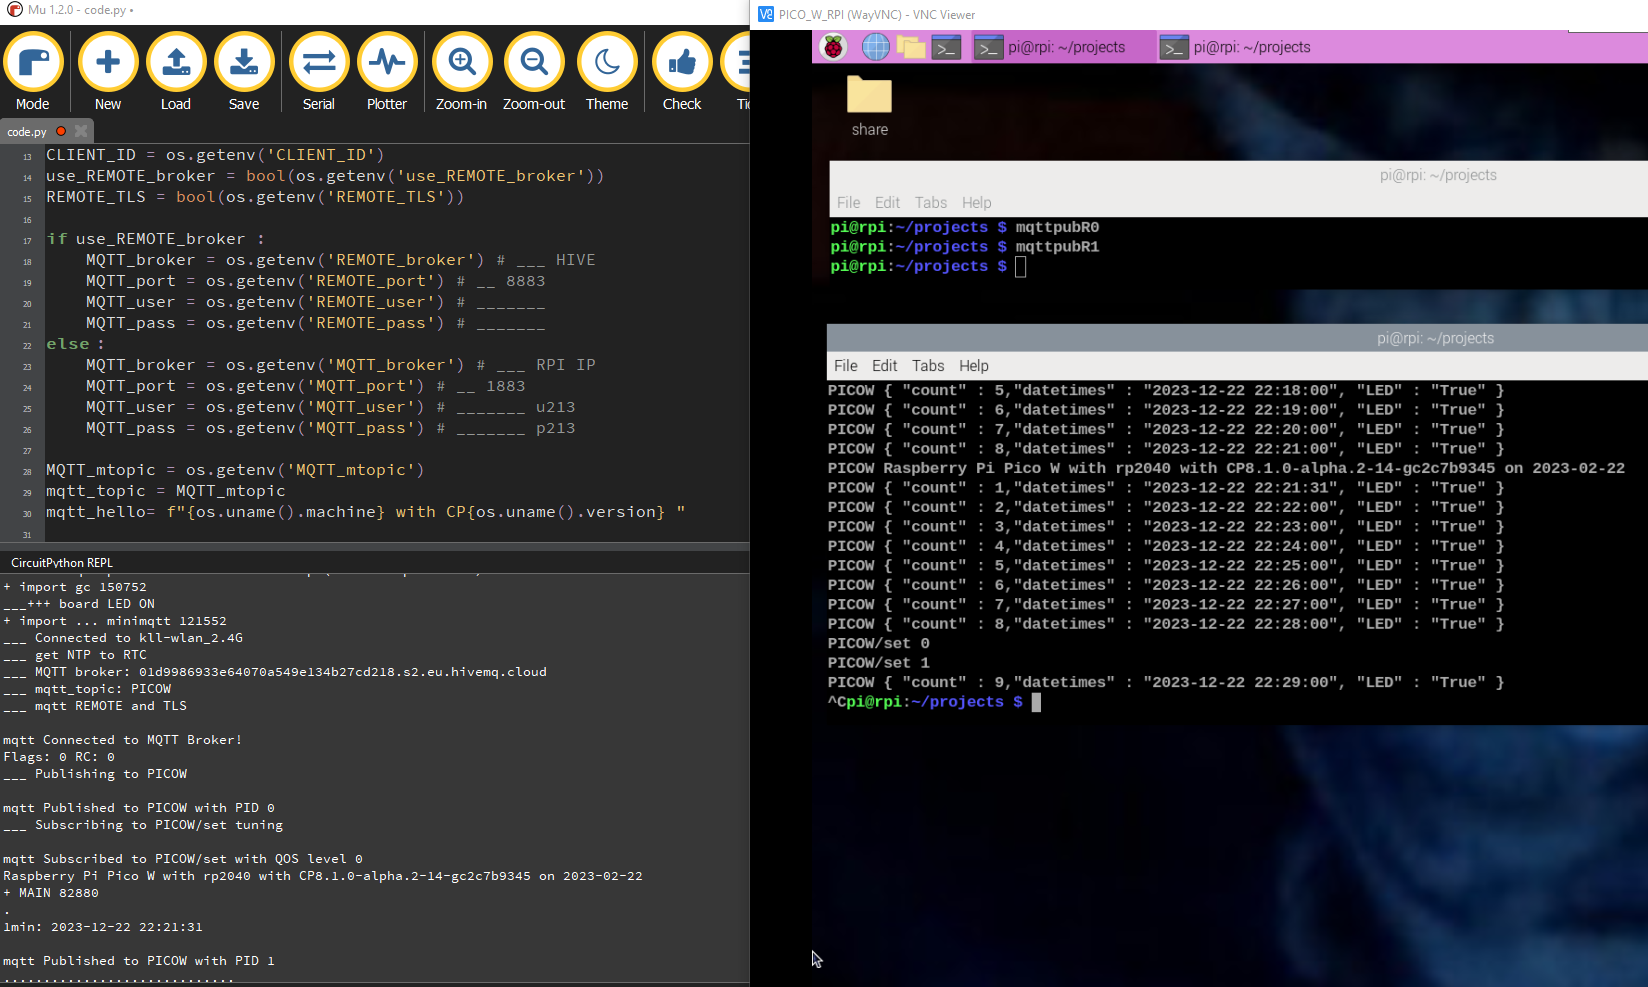 Mu 1.2.0 - code.py •
Mode
New
Load
Save
Serial
Plotter
Zoom-in
Zoom-out
Theme
Check
code.py
13 CLIENT_ID = os.getenv('CLIENT_ID')
14 use_REMOTE_broker = bool(os.getenv('use_REMOTE_broker'))
15 REMOTE_TLS = bool(os.getenv('REMOTE_TLS'))
16
17 if use_REMOTE_broker :
18 MQTT_broker = os.getenv('REMOTE_broker') # ___ HIVE
19 MQTT_port = os.getenv('REMOTE_port') # __ 8883
20 MQTT_user = os.getenv('REMOTE_user') # _______
21 MQTT_pass = os.getenv('REMOTE_pass') # _______
22 else :
23 MQTT_broker = os.getenv('MQTT_broker') # ___ RPI IP
24 MQTT_port = os.getenv('MQTT_port') # __ 1883
25 MQTT_user = os.getenv('MQTT_user') # _______ u213
26 MQTT_pass = os.getenv('MQTT_pass') # _______ p213
27
28 MQTT_mtopic = os.getenv('MQTT_mtopic')
29 mqtt_topic = MQTT_mtopic
30 mqtt_hello= f"{os.uname().machine} with CP{os.uname().version} "
31
CircuitPython REPL
+ import gc 150752
___+++ board LED ON
+ import ... minimqtt 121552
___ Connected to kll-wlan_2.4G
___ get NTP to RTC
___ MQTT broker: 01d9986933e64070a549e134b27cd218.s2.eu.hivemq.cloud
___ mqtt_topic: PICOW
___ mqtt REMOTE and TLS
mqtt Connected to MQTT Broker!
Flags: 0 RC: 0
___ Publishing to PICOW
mqtt Published to PICOW with PID 0
___ Subscribing to PICOW/set tuning
mqtt Subscribed to PICOW/set with QOS level 0
Raspberry Pi Pico W with rp2040 with CP8.1.0-alpha.2-14-gc2c7b9345 on 2023-02-22
+ MAIN 82880
.
1min: 2023-12-22 22:21:31
mqtt Published to PICOW with PID 1
.............................
PICO_W_RPI (WayVNC) - VNC Viewer
pi@rpi: ~/projects
pi@rpi: ~/projects
share
pi@rpi: ~/projects
File Edit Tabs Help
pi@rpi:~/projects $ mqttpubR0
pi@rpi:~/projects $ mqttpubR1
pi@rpi:~/projects $
pi@rpi: ~/projects
File Edit Tabs Help
PICOW { "count" : 5,"datetimes" : "2023-12-22 22:18:00", "LED" : "True" }
PICOW { "count" : 6,"datetimes" : "2023-12-22 22:19:00", "LED" : "True" }
PICOW { "count" : 7,"datetimes" : "2023-12-22 22:20:00", "LED" : "True" }
PICOW { "count" : 8,"datetimes" : "2023-12-22 22:21:00", "LED" : "True" }
PICOW Raspberry Pi Pico W with rp2040 with CP8.1.0-alpha.2-14-gc2c7b9345 on 2023-02-22
PICOW { "count" : 1,"datetimes" : "2023-12-22 22:21:31", "LED" : "True" }
PICOW { "count" : 2,"datetimes" : "2023-12-22 22:22:00", "LED" : "True" }
PICOW { "count" : 3,"datetimes" : "2023-12-22 22:23:00", "LED" : "True" }
PICOW { "count" : 4,"datetimes" : "2023-12-22 22:24:00", "LED" : "True" }
PICOW { "count" : 5,"datetimes" : "2023-12-22 22:25:00", "LED" : "True" }
PICOW { "count" : 6,"datetimes" : "2023-12-22 22:26:00", "LED" : "True" }
PICOW { "count" : 7,"datetimes" : "2023-12-22 22:27:00", "LED" : "True" }
PICOW { "count" : 8,"datetimes" : "2023-12-22 22:28:00", "LED" : "True" }
PICOW/set 0
PICOW/set 1
PICOW { "count" : 9,"datetimes" : "2023-12-22 22:29:00", "LED" : "True" }
^Cpi@rpi:~/projects $